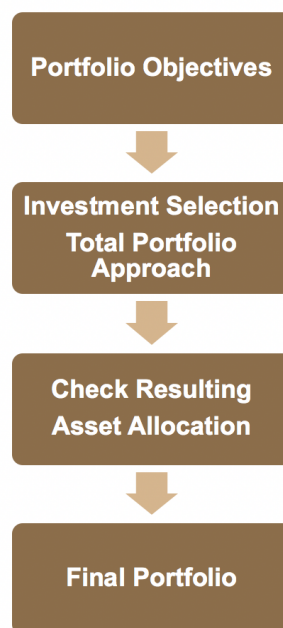 Portfolio Objectives
Investment Selection
Total Portfolio
Approach
Check Resulting
Asset Allocation
Final Portfolio